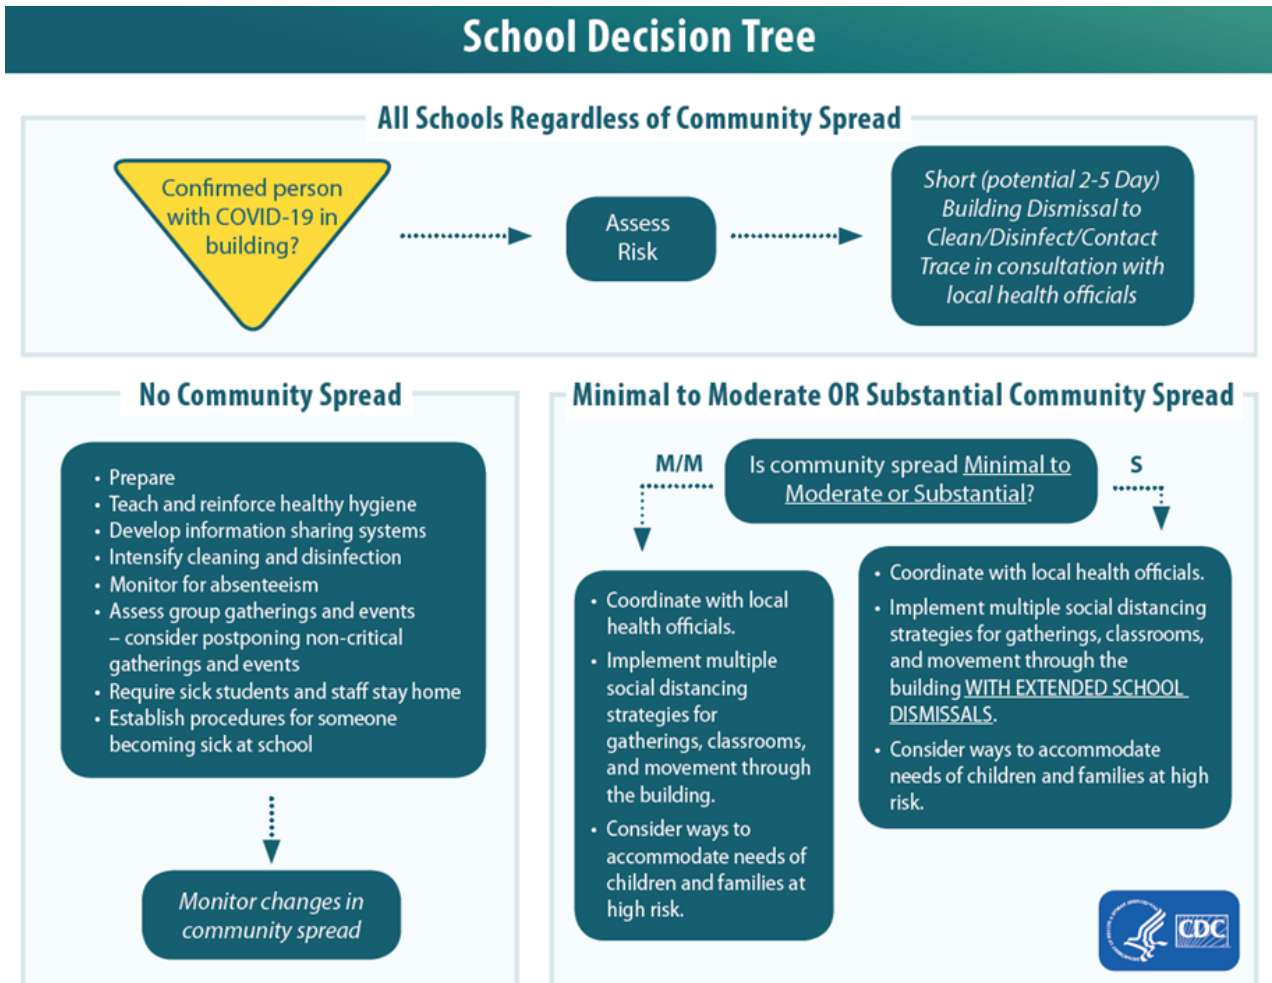 School Decision Tree
All Schools Regardless of Community Spread
Confirmed person
with COVID-19 in
building?
Assess
Risk
Short (potential 2-5 Day)
Building Dismissal to
Clean/Disinfect/Contact
Trace in consultation with
local health officials
No Community Spread
• Prepare
• Teach and reinforce healthy hygiene
• Develop information sharing systems
• Intensify cleaning and disinfection
• Monitor for absenteeism
• Assess group gatherings and events
– consider postponing non-critical
gatherings and events
• Require sick students and staff stay home
• Establish procedures for someone
becoming sick at school
Monitor changes in
community spread
Minimal to Moderate OR Substantial Community Spread
Is community spread Minimal to
Moderate or Substantial?
M/M
S
• Coordinate with local
health officials.
• Implement multiple
social distancing
strategies for
gatherings, classrooms,
and movement through
the building.
• Consider ways to
accommodate needs of
children and families at
high risk.
• Coordinate with local health officials.
• Implement multiple social distancing
strategies for gatherings, classrooms,
and movement through the
building WITH EXTENDED SCHOOL
DISMISSALS.
• Consider ways to accommodate
needs of children and families at high
risk.
CDC